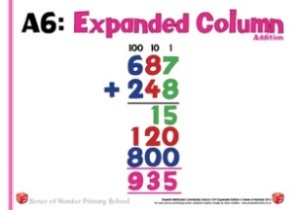 A6: Expanded Column
Addition
100 10 1
687
+ 248
15
120
800
935
Sense of Number Primary School